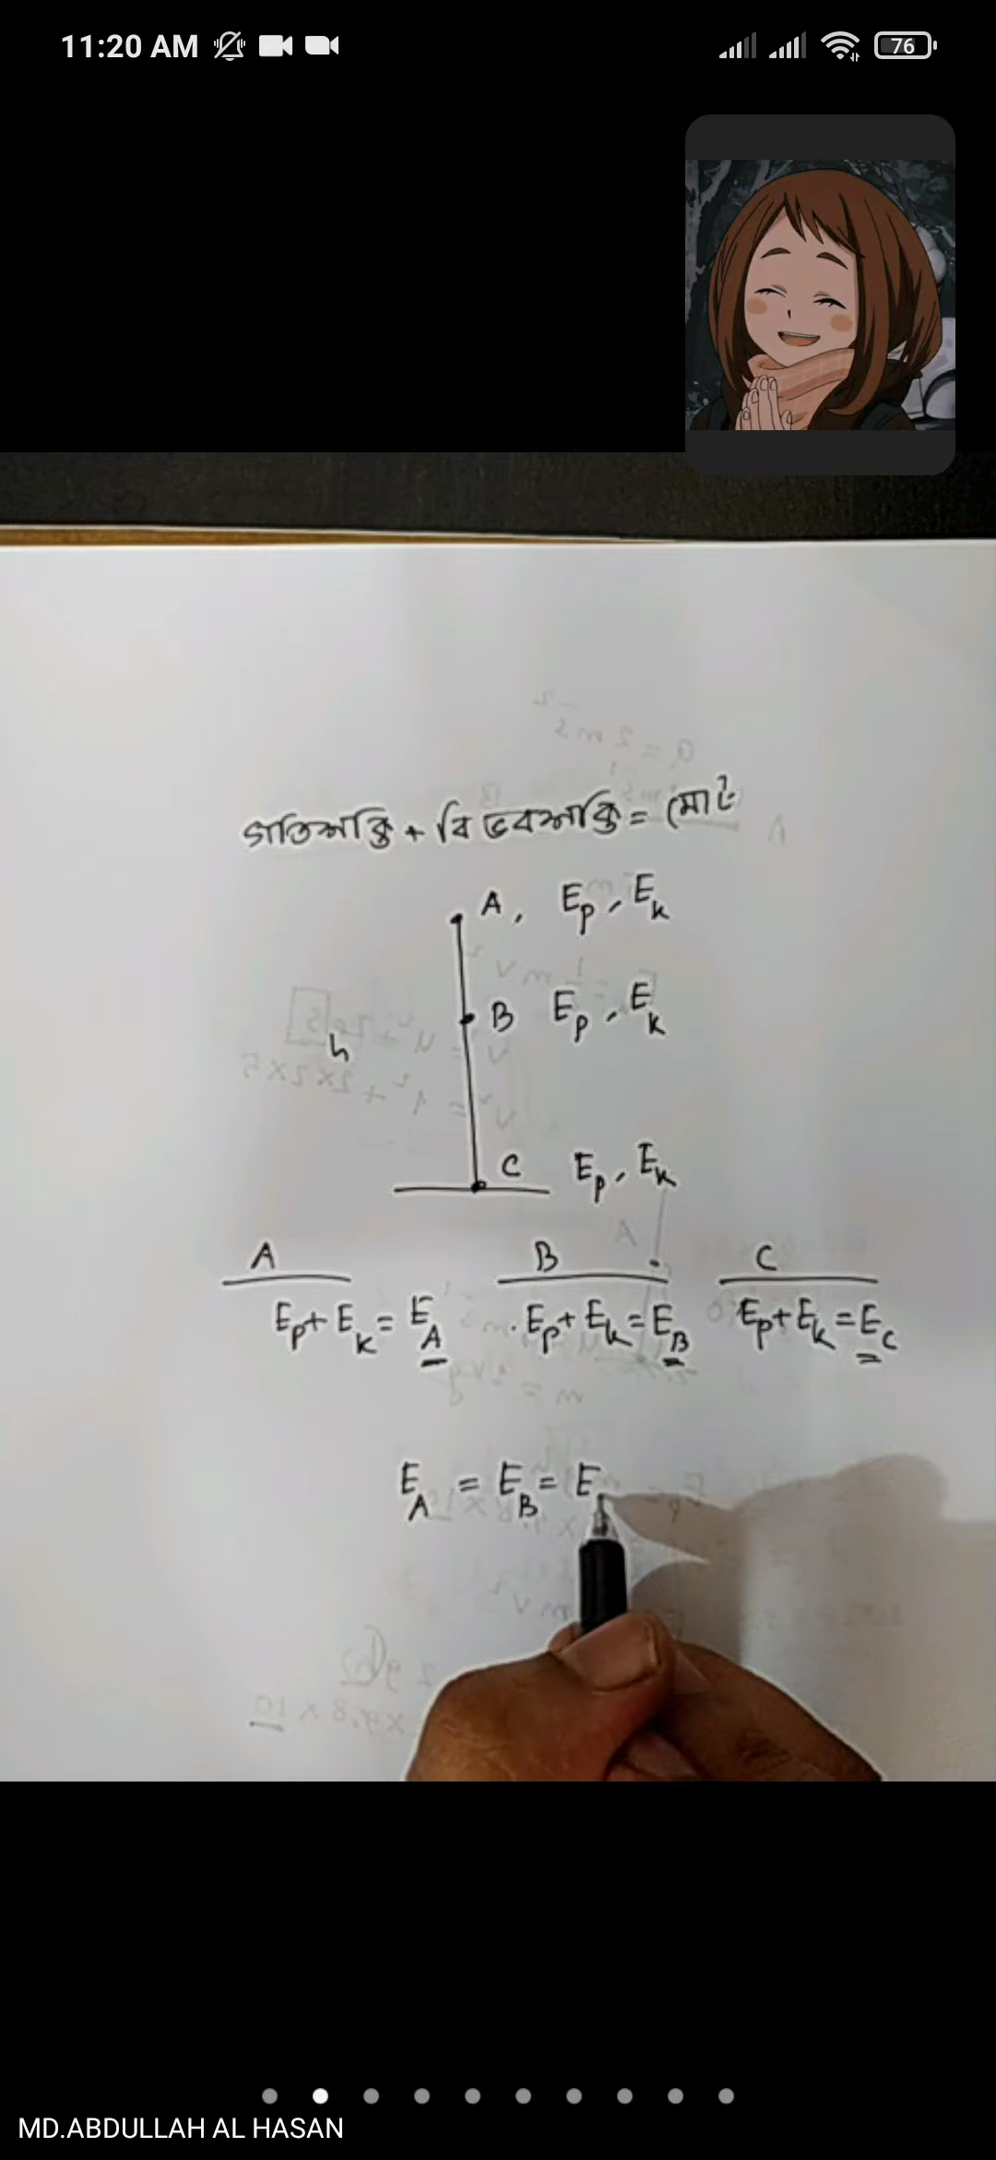 11:20 AM
76
গতিশক্তি + বিভবশক্তি = মোট
A, Ep, Ek
B Ep, Ek
h
C Ep, Ek
A B C
Ep + Ek = EA . Ep + Ek = EB Ep + Ek = EC
EA = EB = E
MD.ABDULLAH AL HASAN